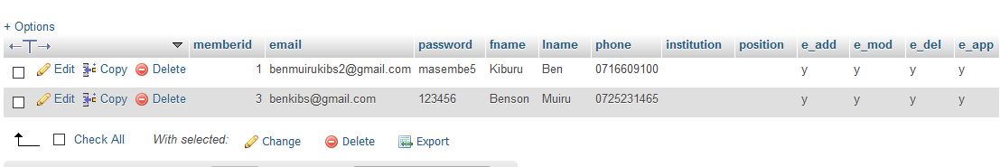 + Options
←T→ memberid email password fname lname phone institution position e_add e_mod e_del e_app
Edit Copy Delete 1 benmuirukibs2@gmail.com masembe5 Kiburu Ben 0716609100 y y y y
Edit Copy Delete 3 benkibs@gmail.com 123456 Benson Muiru 0725231465 y y y y
Check All With selected: Change Delete Export